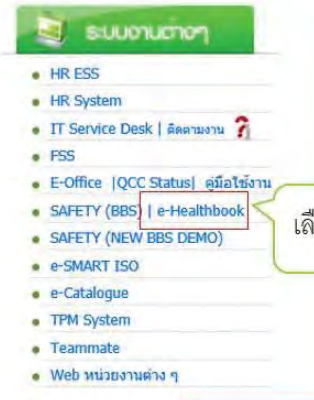 ระบบงานต่างๆ
HR ESS
HR System
IT Service Desk | ติดตามงาน
FSS
E-Office |QCC Status| คู่มือใช้งาน
SAFETY (BBS) | e-Healthbook
SAFETY (NEW BBS DEMO)
e-SMART ISO
e-Catalogue
TPM System
Teammate
Web หน่วยงานต่าง ๆ